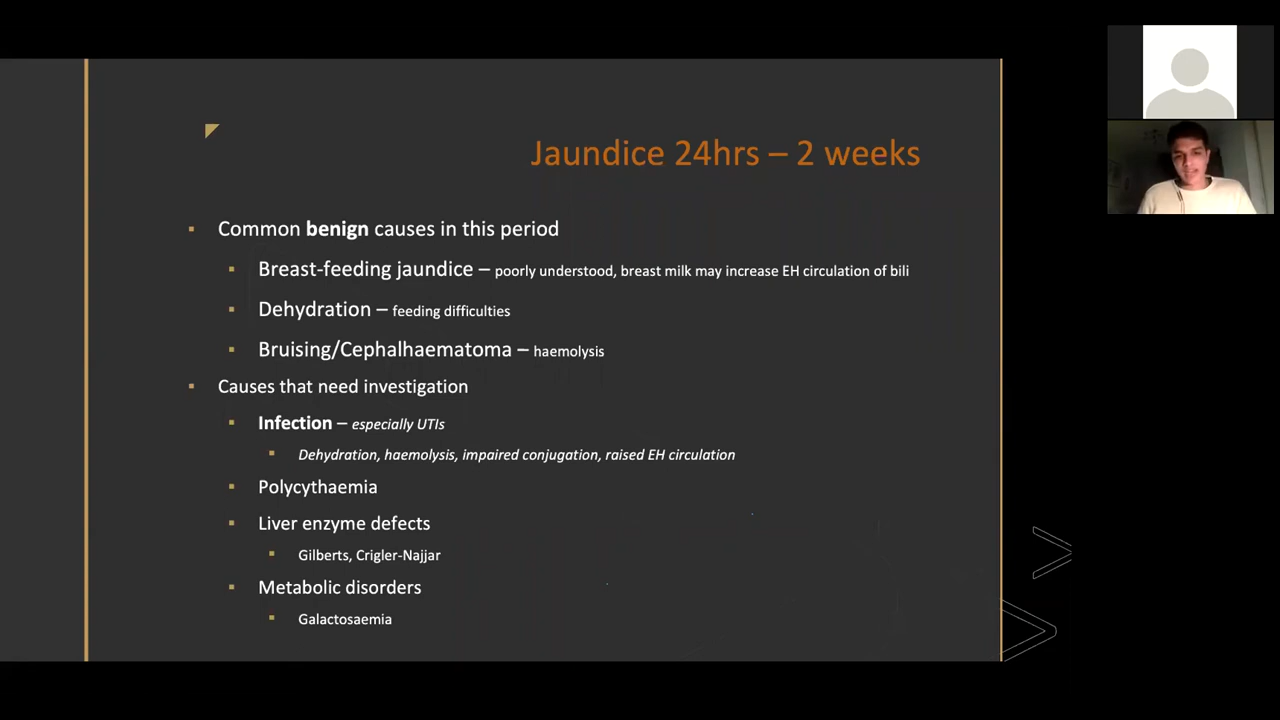 Jaundice 24hrs – 2 weeks
Common benign causes in this period
Breast-feeding jaundice – poorly understood, breast milk may increase EH circulation of bili
Dehydration – feeding difficulties
Bruising/Cephalhaematoma – haemolysis
Causes that need investigation
Infection – especially UTIs
Dehydration, haemolysis, impaired conjugation, raised EH circulation
Polycythaemia
Liver enzyme defects
Gilberts, Crigler-Najjar
Metabolic disorders
Galactosaemia